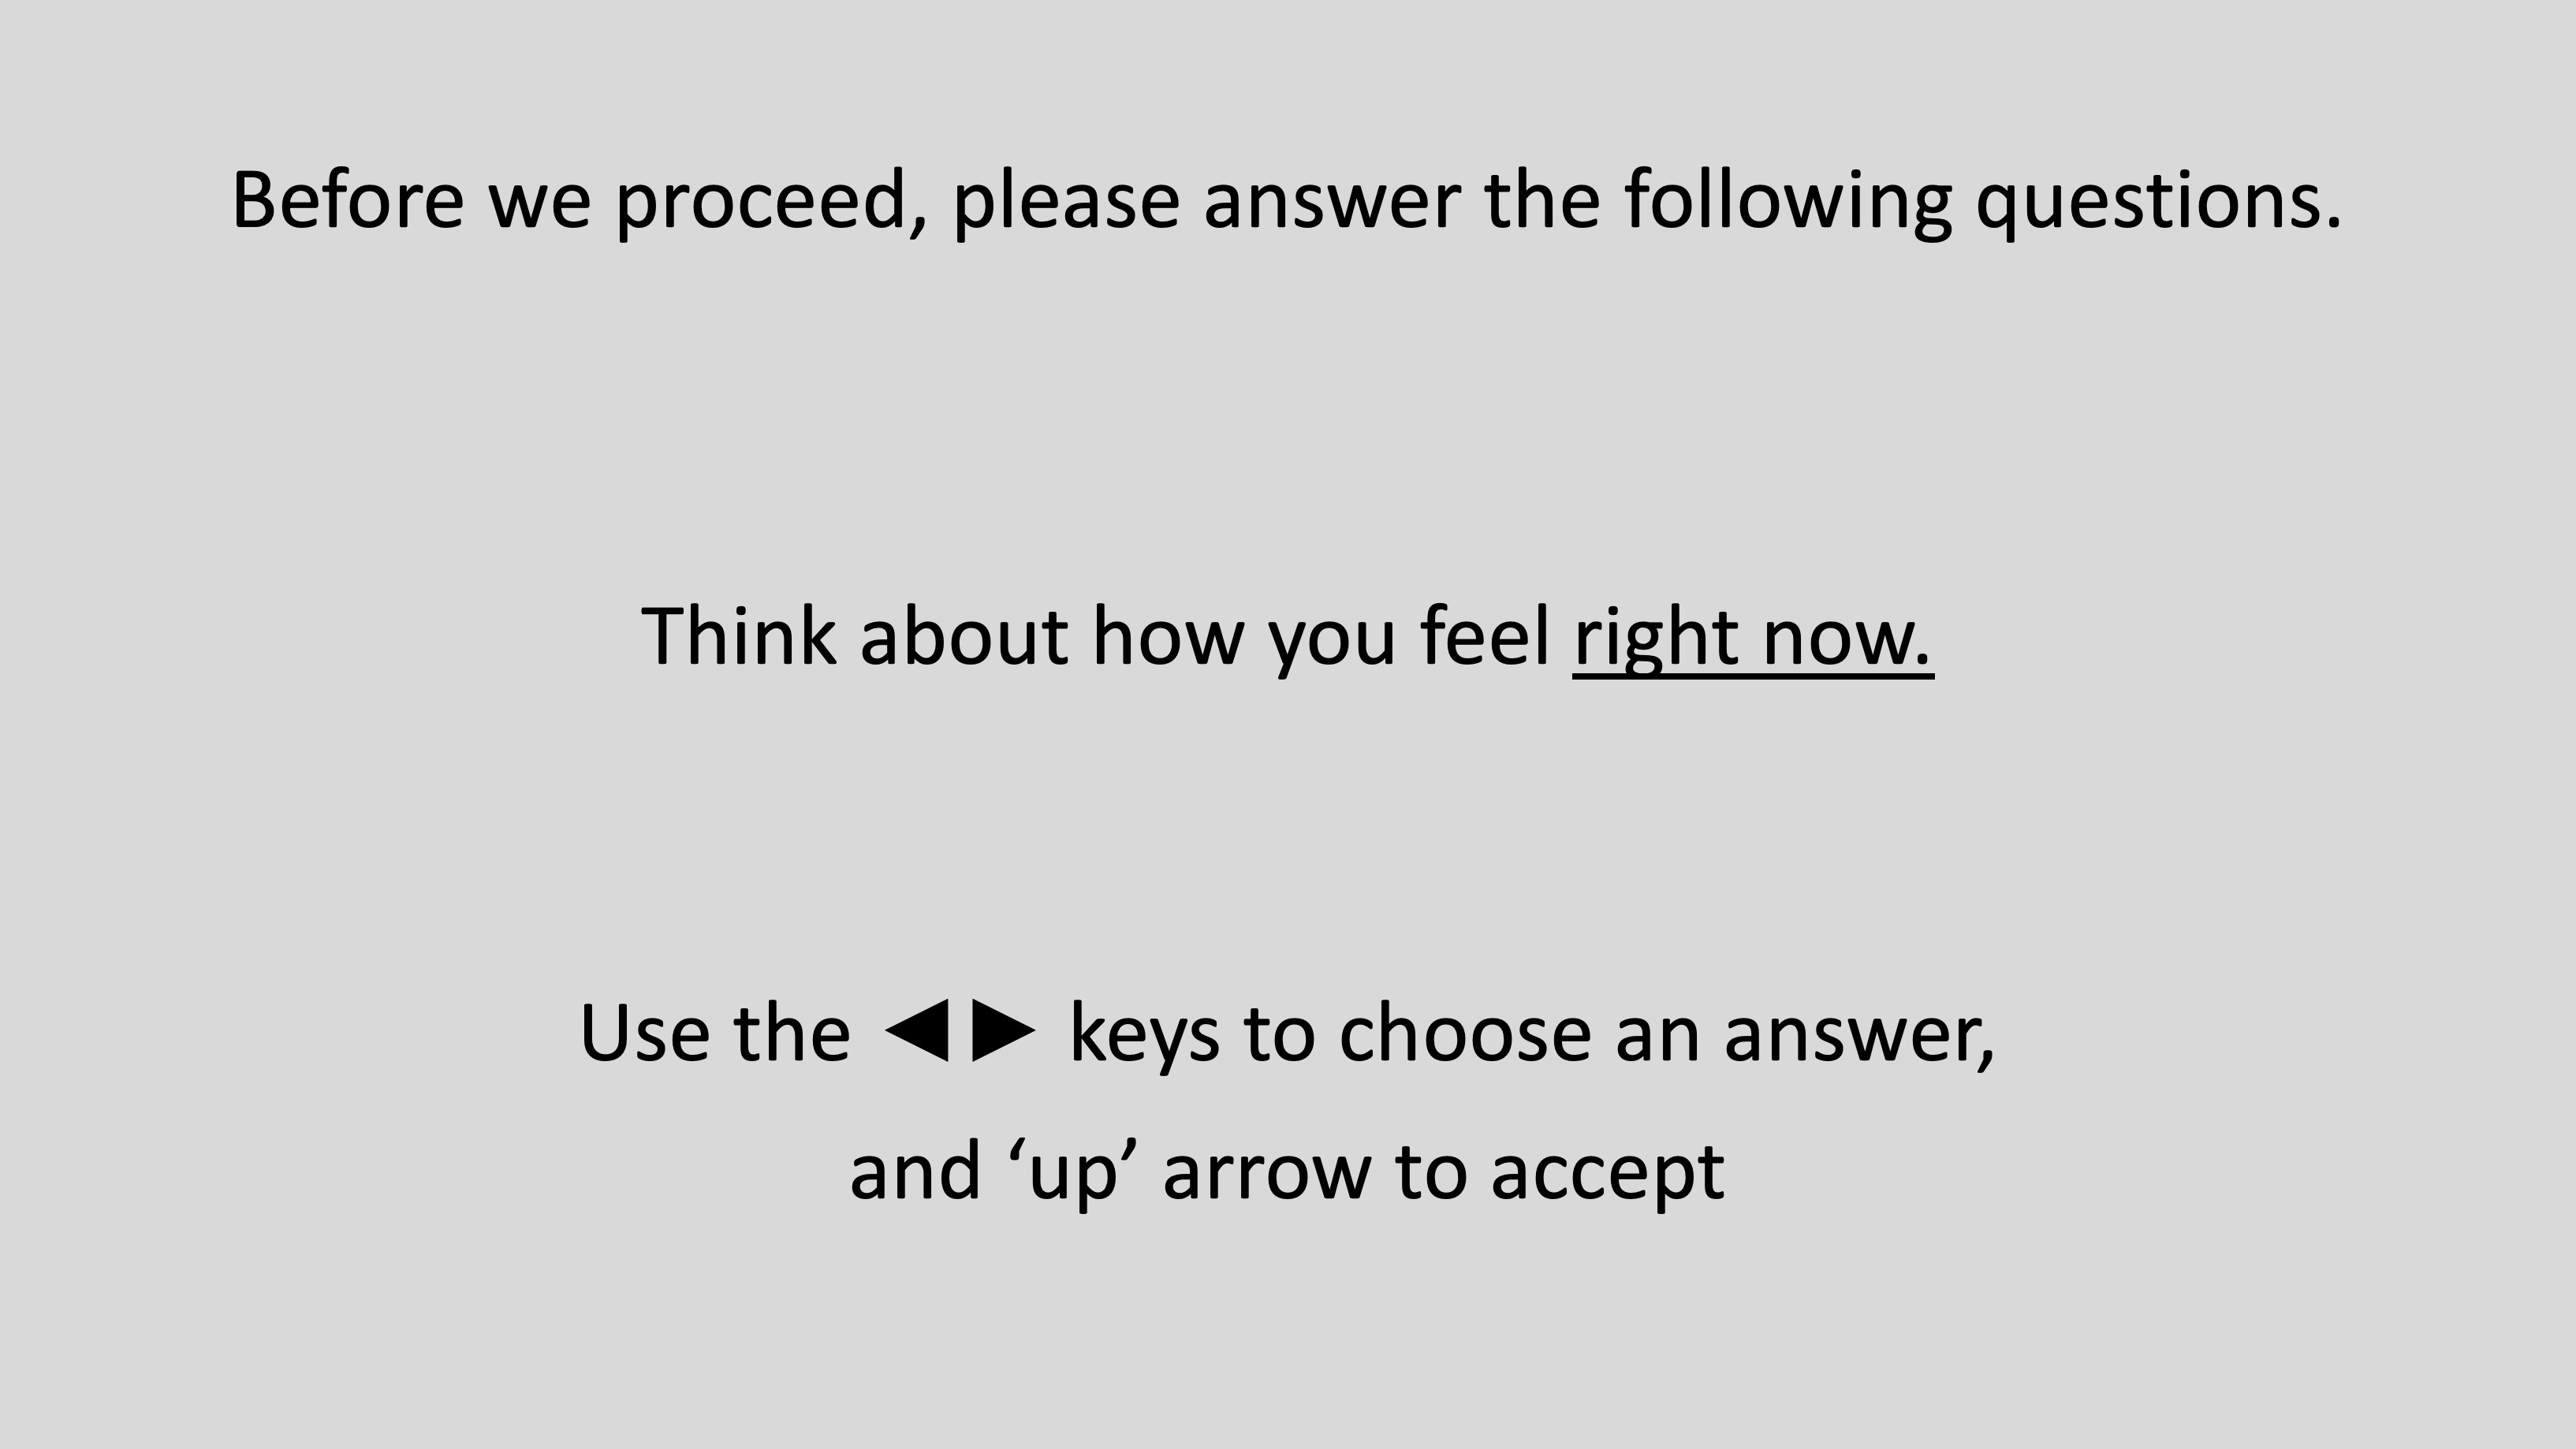 Before we proceed, please answer the following questions.
Think about how you feel right now.
Use the ◀▶ keys to choose an answer,
and ‘up’ arrow to accept